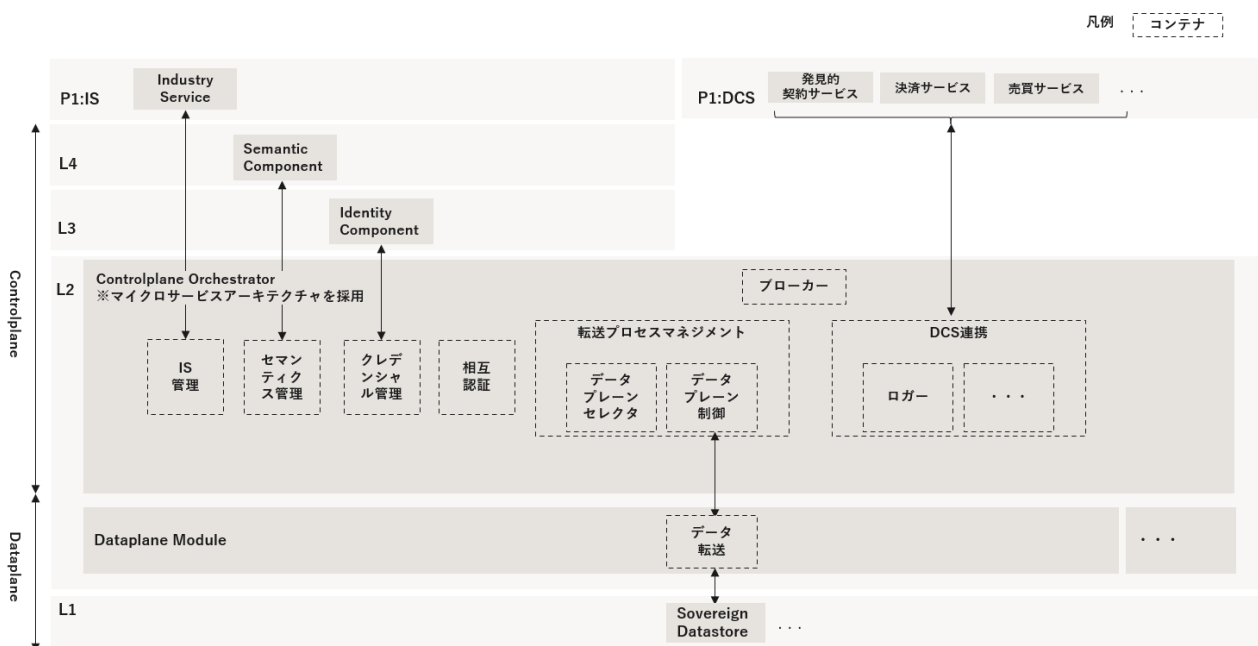 凡例
コンテナ
P1:IS
Industry
Service
P1:DCS
発見的
契約サービス
決済サービス
売買サービス
・・・
L4
Semantic
Component
L3
Identity
Component
Controlplane
L2
Controlplane Orchestrator
※マイクロサービスアーキテクチャを採用
ブローカー
IS
管理
セマン
ティク
ス管理
クレデ
ンシャ
ル管理
相互
認証
転送プロセスマネジメント
データ
プレーン
セレクタ
データ
プレーン
制御
DCS連携
ロガー
・・・
Dataplane
Dataplane Module
データ
転送
・・・
L1
Sovereign
Datastore
・・・